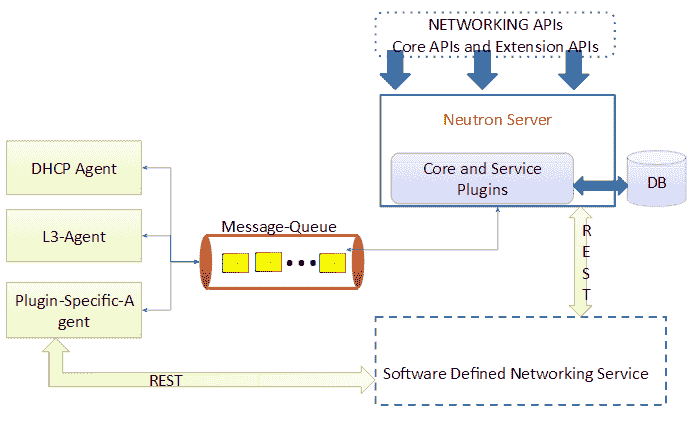 NETWORKING APIs
Core APIs and Extension APIs
Neutron Server
Core and Service
Plugins
DB
DHCP Agent
L3-Agent
Plugin-Specific-A
gent
Message-Queue
R
E
S
T
REST
Software Defined Networking Service